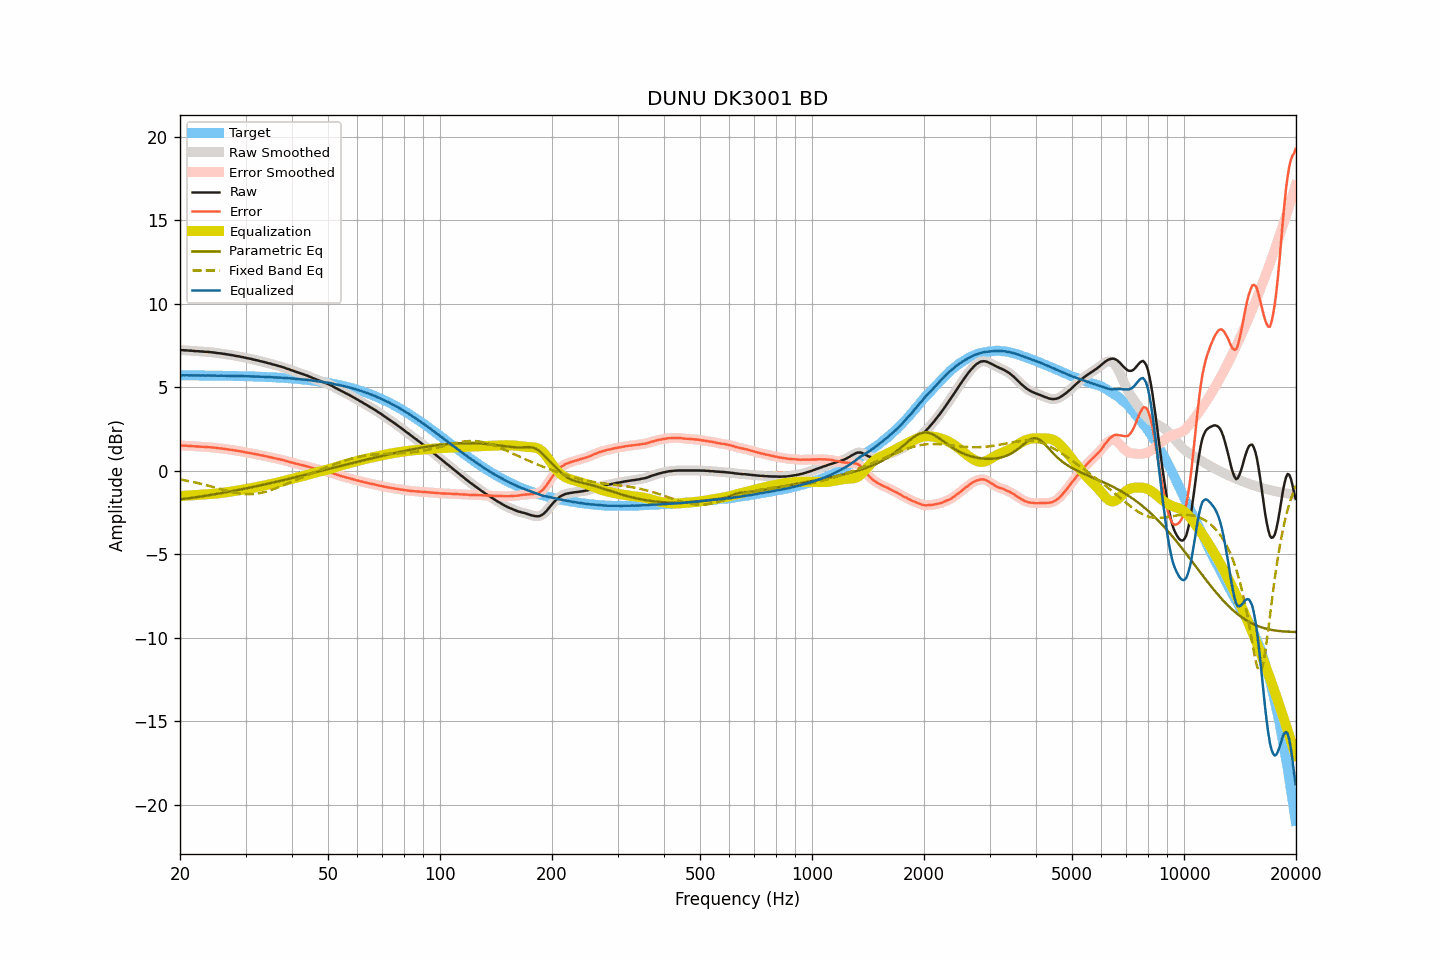 DUNU DK3001 BD
Target
Raw Smoothed
Error Smoothed
Raw
Error
Equalization
Parametric Eq
Fixed Band Eq
Equalized
20
15
10
5
0
−5
−10
−15
−20
Amplitude (dBr)
20 50 100 200 500 1000 2000 5000 10000 20000
Frequency (Hz)